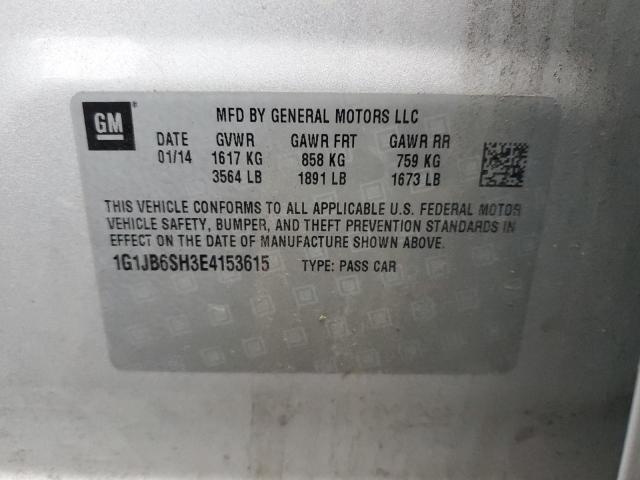 GM ®
MFD BY GENERAL MOTORS LLC
DATE GVWR GAWR FRT GAWR RR
01/14 1617 KG 858 KG 759 KG
3564 LB 1891 LB 1673 LB
THIS VEHICLE CONFORMS TO ALL APPLICABLE U.S. FEDERAL MOTOR
VEHICLE SAFETY, BUMPER, AND THEFT PREVENTION STANDARDS IN
EFFECT ON THE DATE OF MANUFACTURE SHOWN ABOVE.
1G1JB6SH3E4153615 TYPE: PASS CAR